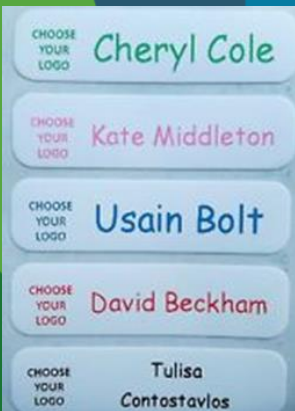 CHOOSE
YOUR
LOGO
Cheryl Cole
CHOOSE
YOUR
LOGO
Kate Middleton
CHOOSE
YOUR
LOGO
Usain Bolt
CHOOSE
YOUR
LOGO
David Beckham
CHOOSE
YOUR
LOGO
Tulisa
Contostavlos